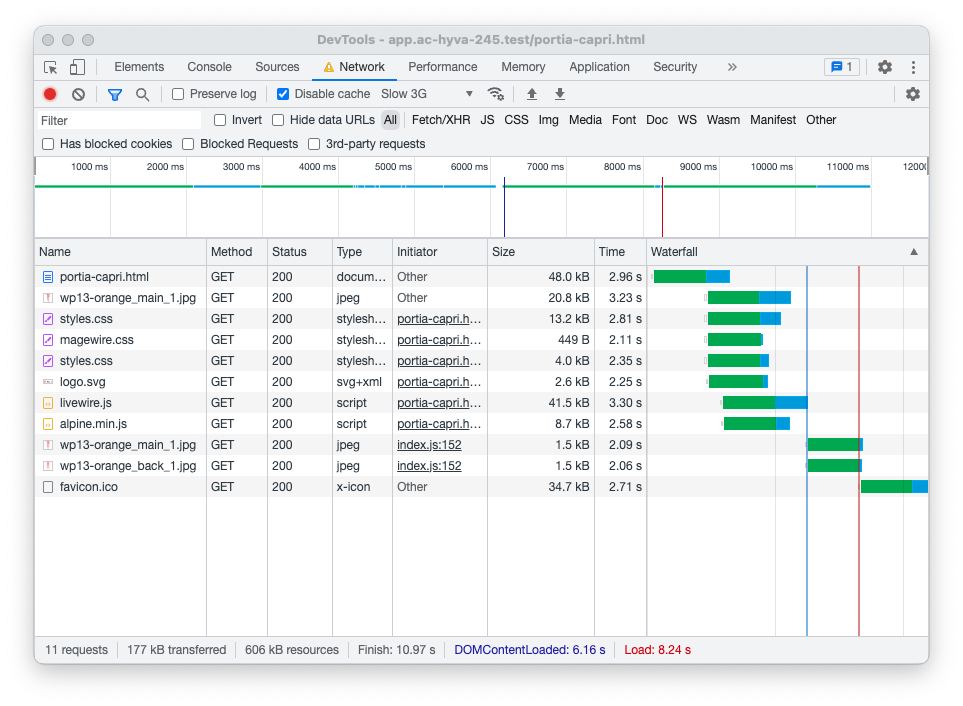 DevTools - app.ac-hyva-245.test/portia-capri.html
Elements Console Sources Network Performance Memory Application Security » 1
Preserve log Disable cache Slow 3G
Filter Invert Hide data URLs All Fetch/XHR JS CSS Img Media Font Doc WS Wasm Manifest Other
Has blocked cookies Blocked Requests 3rd-party requests
1000 ms 2000 ms 3000 ms 4000 ms 5000 ms 6000 ms 7000 ms 8000 ms 9000 ms 10000 ms 11000 ms 1200
Name Method Status Type Initiator Size Time Waterfall
portia-capri.html GET 200 docum… Other 48.0 kB 2.96 s
wp13-orange_main_1.jpg GET 200 jpeg Other 20.8 kB 3.23 s
styles.css GET 200 stylesh… portia-capri.h… 13.2 kB 2.81 s
magewire.css GET 200 stylesh… portia-capri.h… 449 B 2.11 s
styles.css GET 200 stylesh… portia-capri.h… 4.0 kB 2.35 s
logo.svg GET 200 svg+xml portia-capri.h… 2.6 kB 2.25 s
livewire.js GET 200 script portia-capri.h… 41.5 kB 3.30 s
alpine.min.js GET 200 script portia-capri.h… 8.7 kB 2.58 s
wp13-orange_main_1.jpg GET 200 jpeg index.js:152 1.5 kB 2.09 s
wp13-orange_back_1.jpg GET 200 jpeg index.js:152 1.5 kB 2.06 s
favicon.ico GET 200 x-icon Other 34.7 kB 2.71 s
11 requests 177 kB transferred 606 kB resources Finish: 10.97 s DOMContentLoaded: 6.16 s Load: 8.24 s